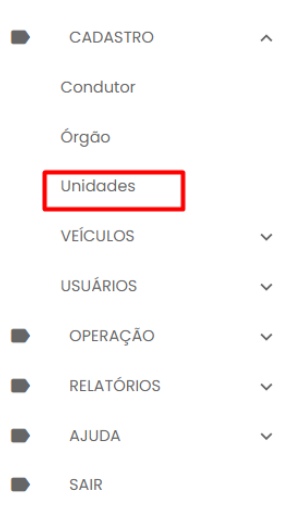 CADASTRO
Condutor
Órgão
Unidades
VEÍCULOS
USUÁRIOS
OPERAÇÃO
RELATÓRIOS
AJUDA
SAIR